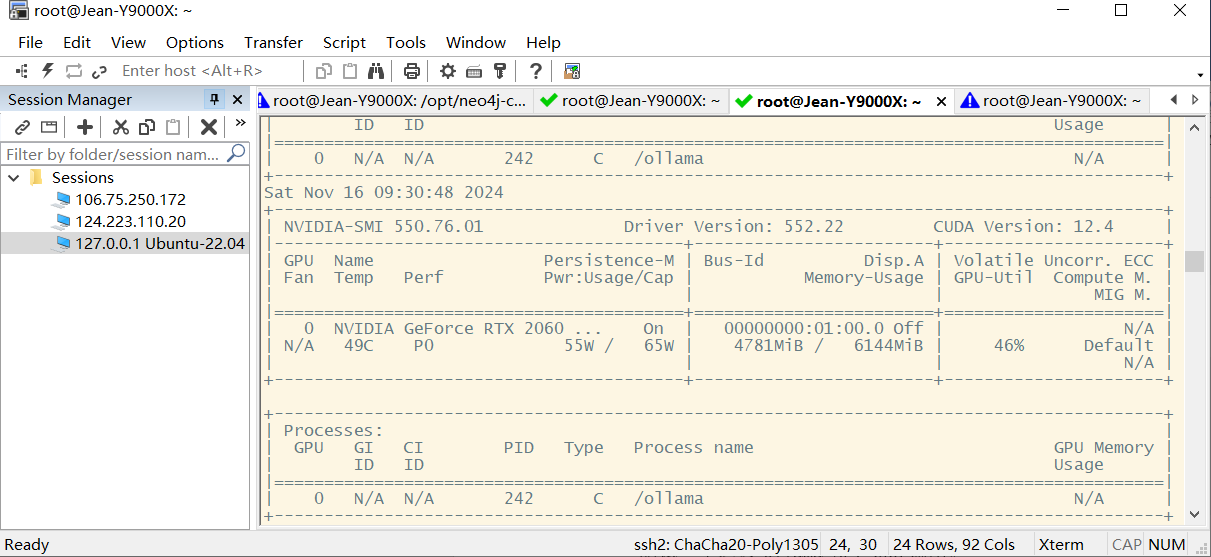 root@Jean-Y9000X: ~
File Edit View Options Transfer Script Tools Window Help
Enter host <Alt+R>
Session Manager
root@Jean-Y9000X: /opt/neo4j-c... root@Jean-Y9000X: ~ root@Jean-Y9000X: ~ root@Jean-Y9000X: ~
Filter by folder/session nam...
Sessions
106.75.250.172
124.223.110.20
127.0.0.1 Ubuntu-22.04
|        ID   ID                                                             Usage      |
|=========================================================================================|
|    0   N/A  N/A       242      C   /ollama                                     N/A      |
+-----------------------------------------------------------------------------------------+
Sat Nov 16 09:30:48 2024
+-----------------------------------------------------------------------------------------+
| NVIDIA-SMI 550.76.01              Driver Version: 552.22         CUDA Version: 12.4     |
|-----------------------------------------+------------------------+----------------------+
| GPU  Name                 Persistence-M | Bus-Id          Disp.A | Volatile Uncorr. ECC |
| Fan  Temp   Perf          Pwr:Usage/Cap |           Memory-Usage | GPU-Util  Compute M. |
|                                         |                        |               MIG M. |
|=========================================+========================+======================|
|   0  NVIDIA GeForce RTX 2060 ...    On  |   00000000:01:00.0 Off |                  N/A |
| N/A   49C    P0             55W /   65W |    4781MiB /   6144MiB |     46%      Default |
|                                         |                        |                  N/A |
+-----------------------------------------+------------------------+----------------------+
+-----------------------------------------------------------------------------------------+
| Processes:                                                                              |
|  GPU   GI   CI        PID   Type   Process name                              GPU Memory |
|        ID   ID                                                               Usage      |
|=========================================================================================|
|    0   N/A  N/A       242      C   /ollama                                     N/A      |
+-----------------------------------------------------------------------------------------+
Ready ssh2: ChaCha20-Poly1305 24, 30 24 Rows, 92 Cols Xterm CAP NUM